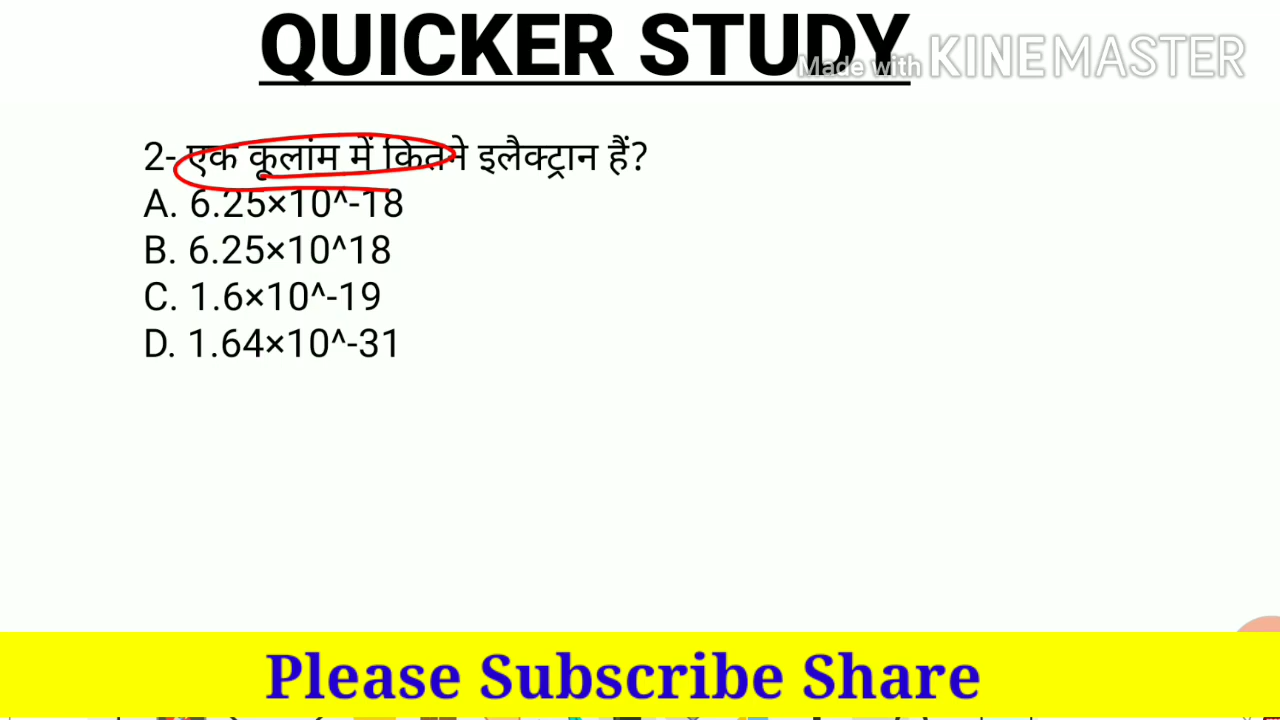 QUICKER STUDY
Made with KINEMASTER
2- एक कूलांम में कितने इलैक्ट्रान हैं?
A. 6.25×10^-18
B. 6.25×10^18
C. 1.6×10^-19
D. 1.64×10^-31
Please Subscribe Share